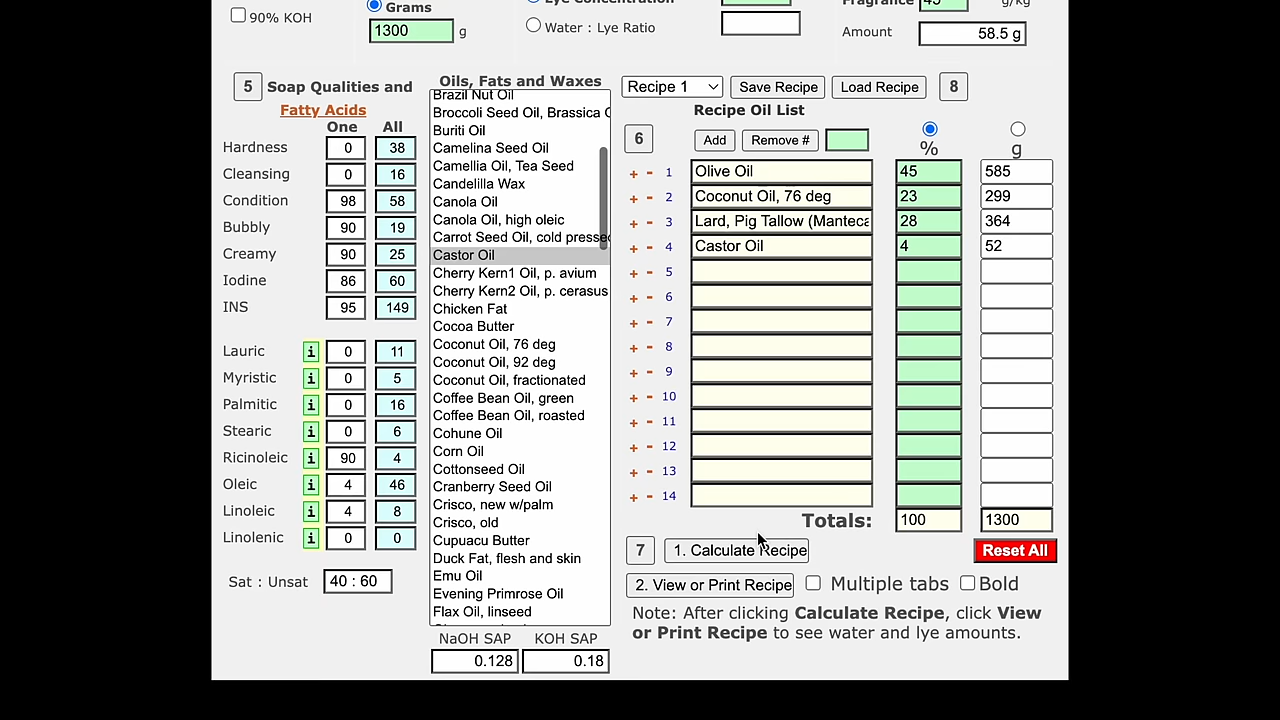 90% KOH
Grams
1300 g
Lye Concentration
Water : Lye Ratio
Fragrance 45 g/kg
Amount 58.5 g
5 Soap Qualities and
Fatty Acids
One All
Hardness 0 38
Cleansing 0 16
Condition 98 58
Bubbly 90 19
Creamy 90 25
Iodine 86 60
INS 95 149
Lauric i 0 11
Myristic i 0 5
Palmitic i 0 16
Stearic i 0 6
Ricinoleic i 90 4
Oleic i 4 46
Linoleic i 4 8
Linolenic i 0 0
Sat : Unsat 40 : 60
Oils, Fats and Waxes
Brazil Nut Oil
Broccoli Seed Oil, Brassica O
Buriti Oil
Camelina Seed Oil
Camellia Oil, Tea Seed
Candelilla Wax
Canola Oil
Canola Oil, high oleic
Carrot Seed Oil, cold pressed
Castor Oil
Cherry Kern1 Oil, p. avium
Cherry Kern2 Oil, p. cerasus
Chicken Fat
Cocoa Butter
Coconut Oil, 76 deg
Coconut Oil, 92 deg
Coconut Oil, fractionated
Coffee Bean Oil, green
Coffee Bean Oil, roasted
Cohune Oil
Corn Oil
Cottonseed Oil
Cranberry Seed Oil
Crisco, new w/palm
Crisco, old
Cupuacu Butter
Duck Fat, flesh and skin
Emu Oil
Evening Primrose Oil
Flax Oil, linseed
NaOH SAP KOH SAP
0.128 0.18
Recipe 1 Save Recipe Load Recipe 8
Recipe Oil List
6 Add Remove # % g
+ - 1 Olive Oil 45 585
+ - 2 Coconut Oil, 76 deg 23 299
+ - 3 Lard, Pig Tallow (Manteca 28 364
+ - 4 Castor Oil 4 52
+ - 5
+ - 6
+ - 7
+ - 8
+ - 9
+ - 10
+ - 11
+ - 12
+ - 13
+ - 14
Totals: 100 1300
7 1. Calculate Recipe Reset All
2. View or Print Recipe Multiple tabs Bold
Note: After clicking Calculate Recipe, click View
or Print Recipe to see water and lye amounts.